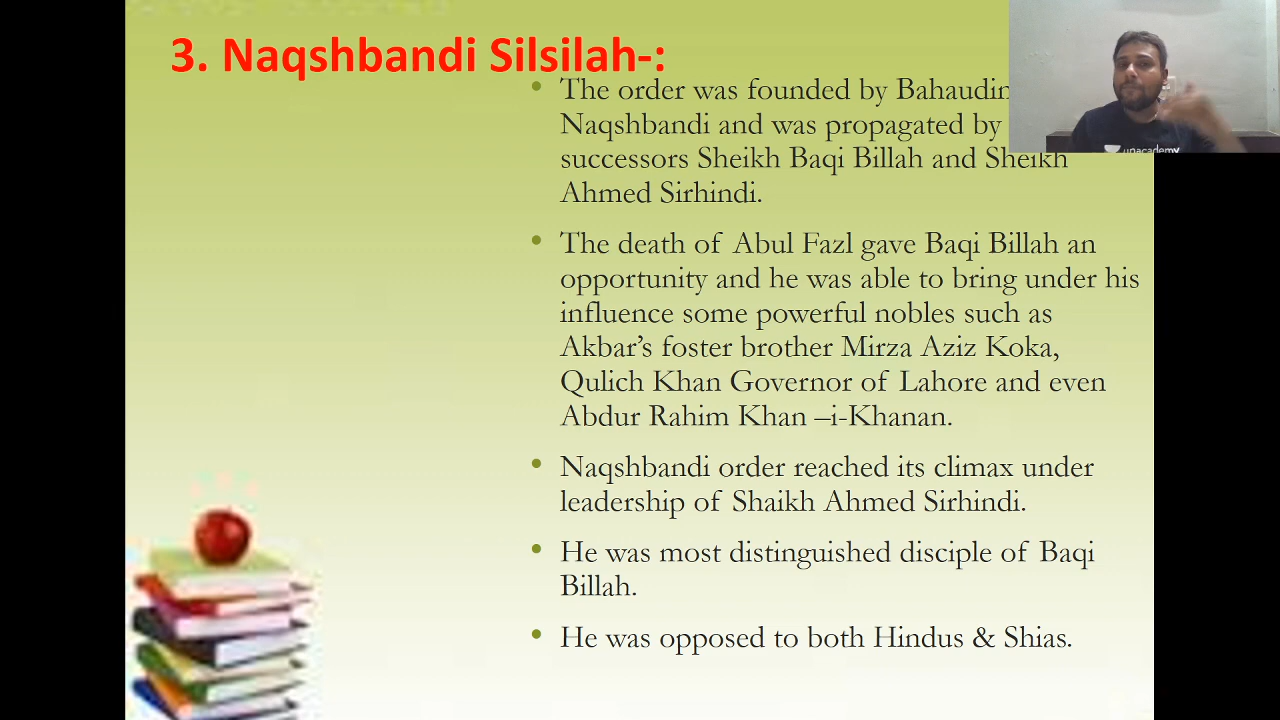 3. Naqshbandi Silsilah-:
• The order was founded by Bahaudin
Naqshbandi and was propagated by
successors Sheikh Baqi Billah and Sheikh
Ahmed Sirhindi.
• The death of Abul Fazl gave Baqi Billah an
opportunity and he was able to bring under his
influence some powerful nobles such as
Akbar’s foster brother Mirza Aziz Koka,
Qulich Khan Governor of Lahore and even
Abdur Rahim Khan –i-Khanan.
• Naqshbandi order reached its climax under
leadership of Shaikh Ahmed Sirhindi.
• He was most distinguished disciple of Baqi
Billah.
• He was opposed to both Hindus & Shias.
unacademy